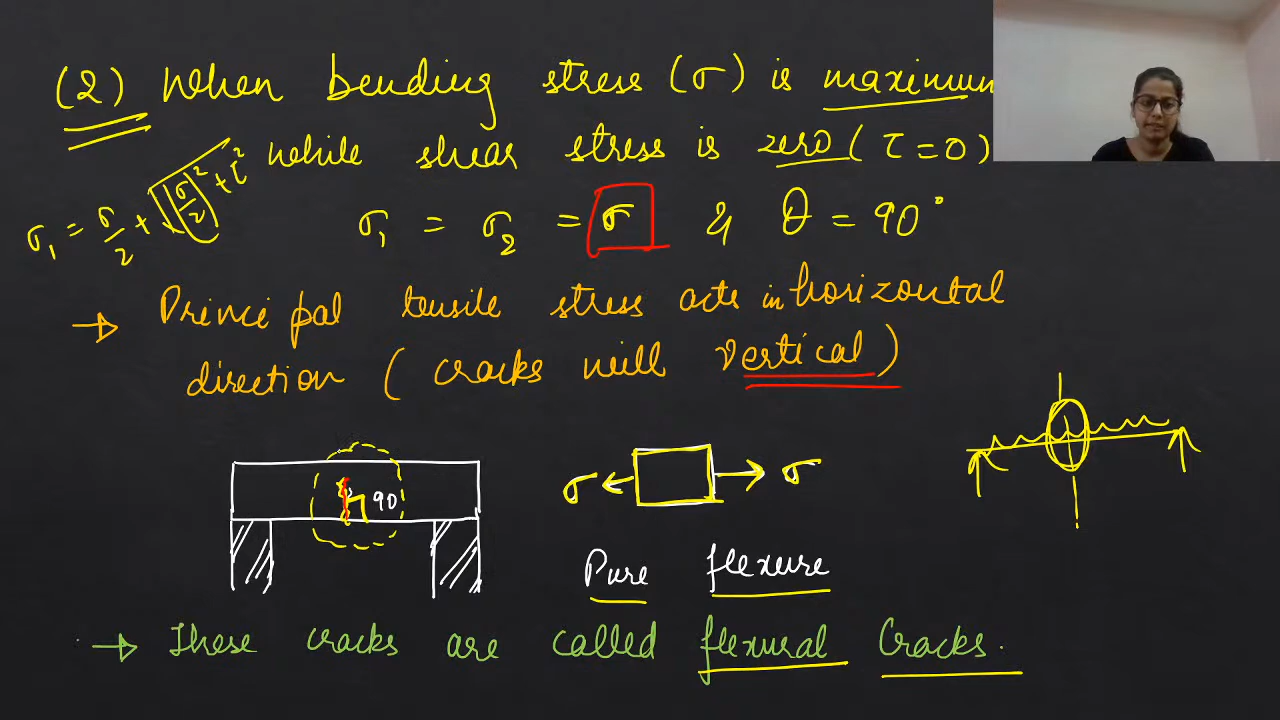 (2) When bending stress (σ) is maximum
while shear stress is zero (τ = 0)
σ₁ = σ/2 + √(σ/2)² + τ²
σ₁ = σ₂ = σ & θ = 90°
→ Principal tensile stress acts in horizontal
direction (cracks will vertical)
90
σ ← → σ
Pure flexure
→ These cracks are called flexural Cracks.